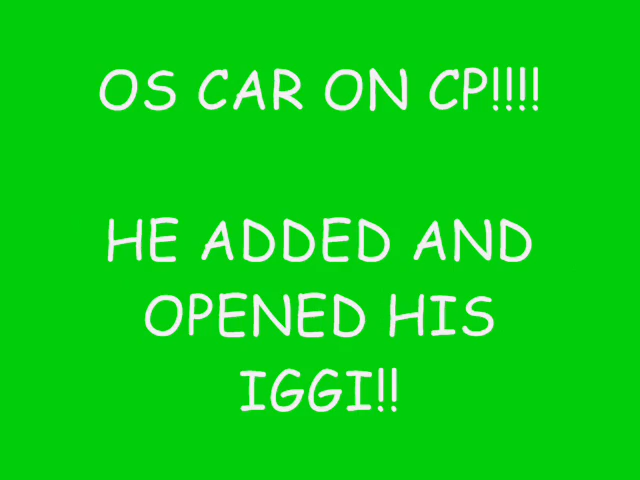 OS CAR ON CP!!!!
HE ADDED AND
OPENED HIS
IGGI!!